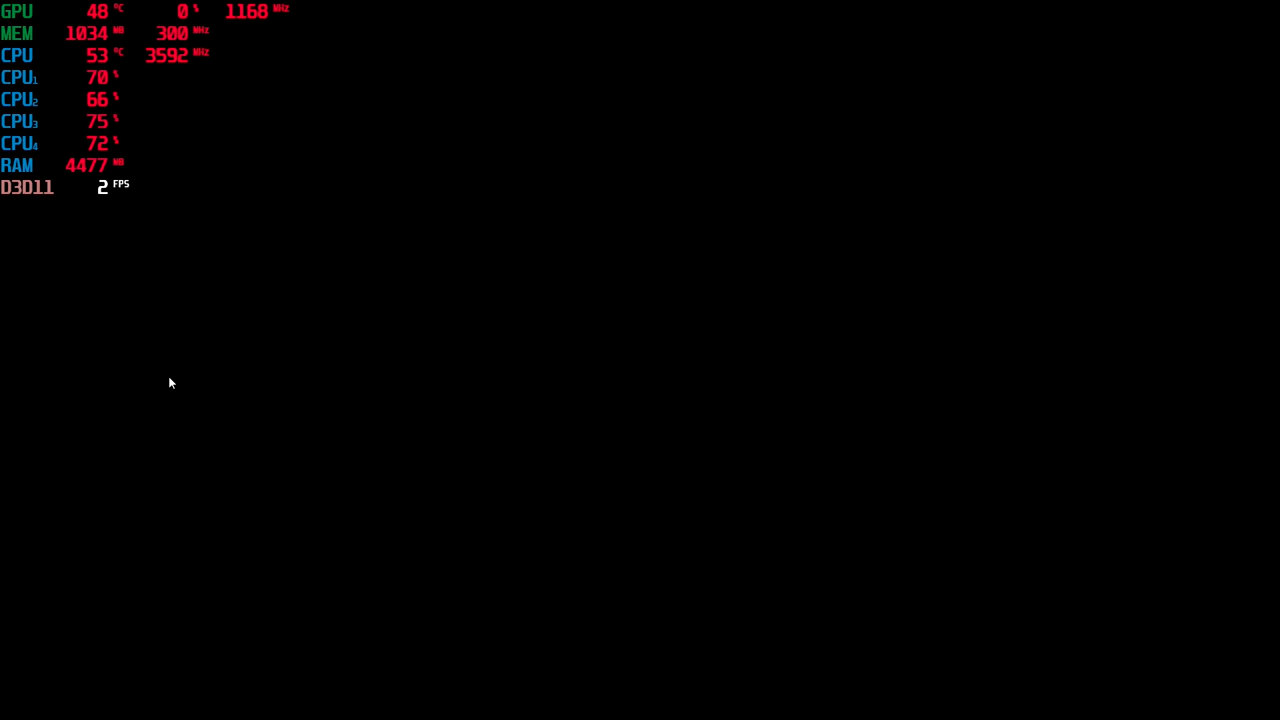 GPU 48 °C 0 % 1168 MHz
MEM 1034 MB 300 MHz
CPU 53 °C 3592 MHz
CPU1 70 %
CPU2 66 %
CPU3 75 %
CPU4 72 %
RAM 4477 MB
D3D11 2 FPS